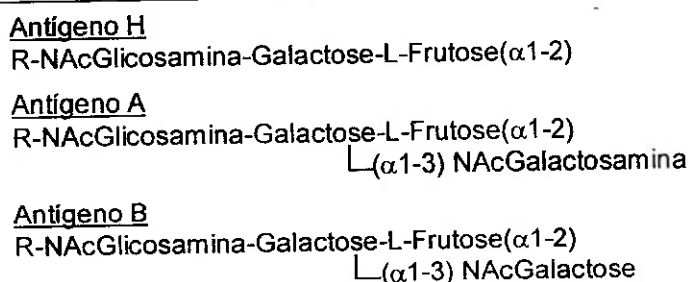 Antígeno H
R-NAcGlicosamina-Galactose-L-Frutose(α1-2)
Antígeno A
R-NAcGlicosamina-Galactose-L-Frutose(α1-2)
(α1-3) NAcGalactosamina
Antígeno B
R-NAcGlicosamina-Galactose-L-Frutose(α1-2)
(α1-3) NAcGalactose